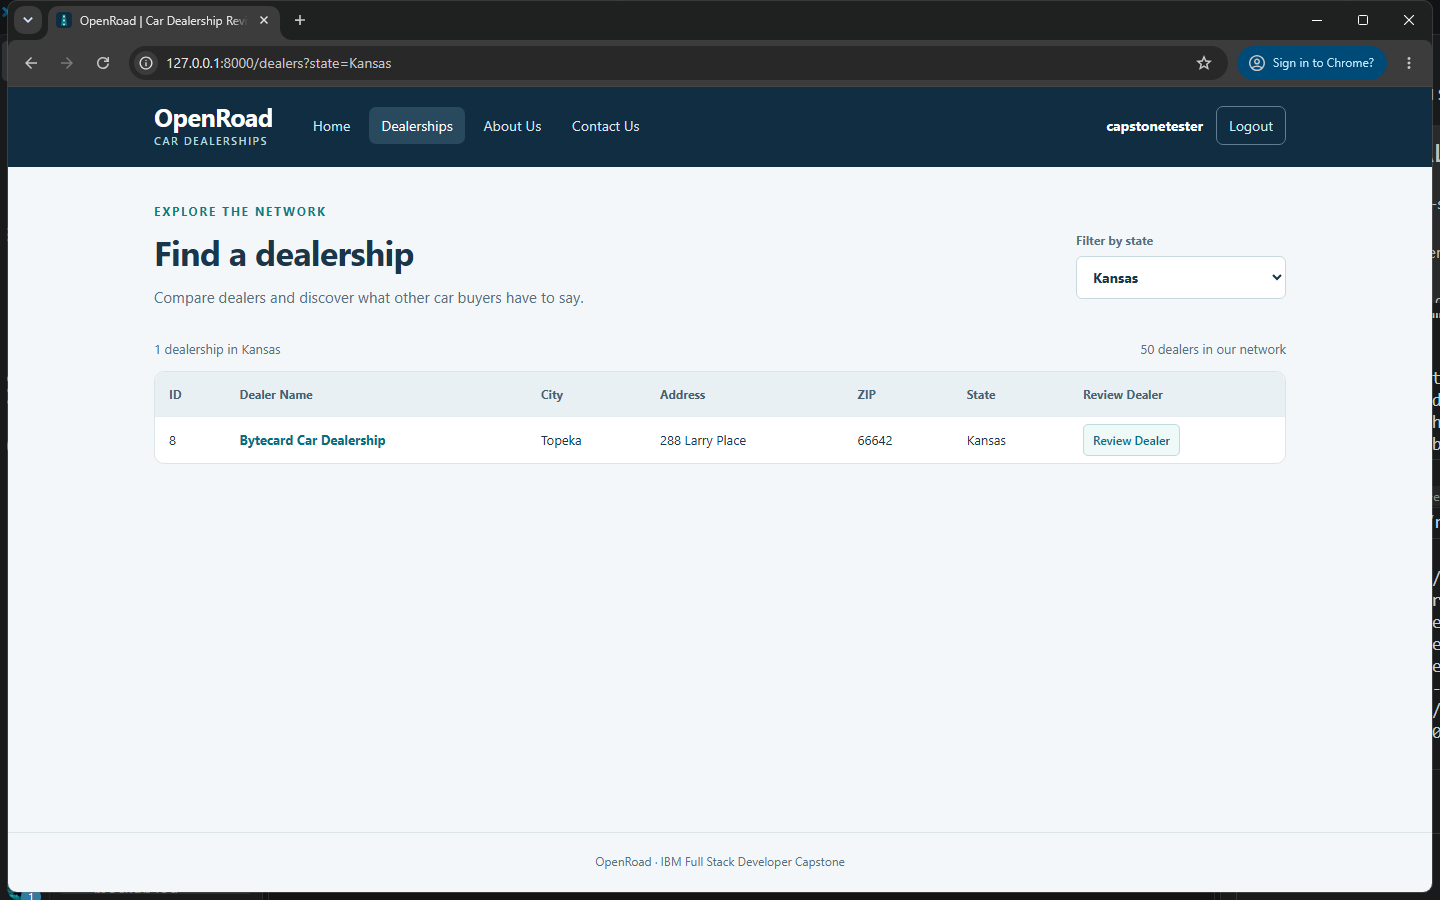 OpenRoad | Car Dealership Rev
127.0.0.1:8000/dealers?state=Kansas
Sign in to Chrome?
OpenRoad
CAR DEALERSHIPS
Home
Dealerships
About Us
Contact Us
capstonetester
Logout
EXPLORE THE NETWORK
Find a dealership
Compare dealers and discover what other car buyers have to say.
Filter by state
Kansas
1 dealership in Kansas
50 dealers in our network
ID Dealer Name City Address ZIP State Review Dealer
8 Bytecard Car Dealership Topeka 288 Larry Place 66642 Kansas Review Dealer
OpenRoad · IBM Full Stack Developer Capstone
1